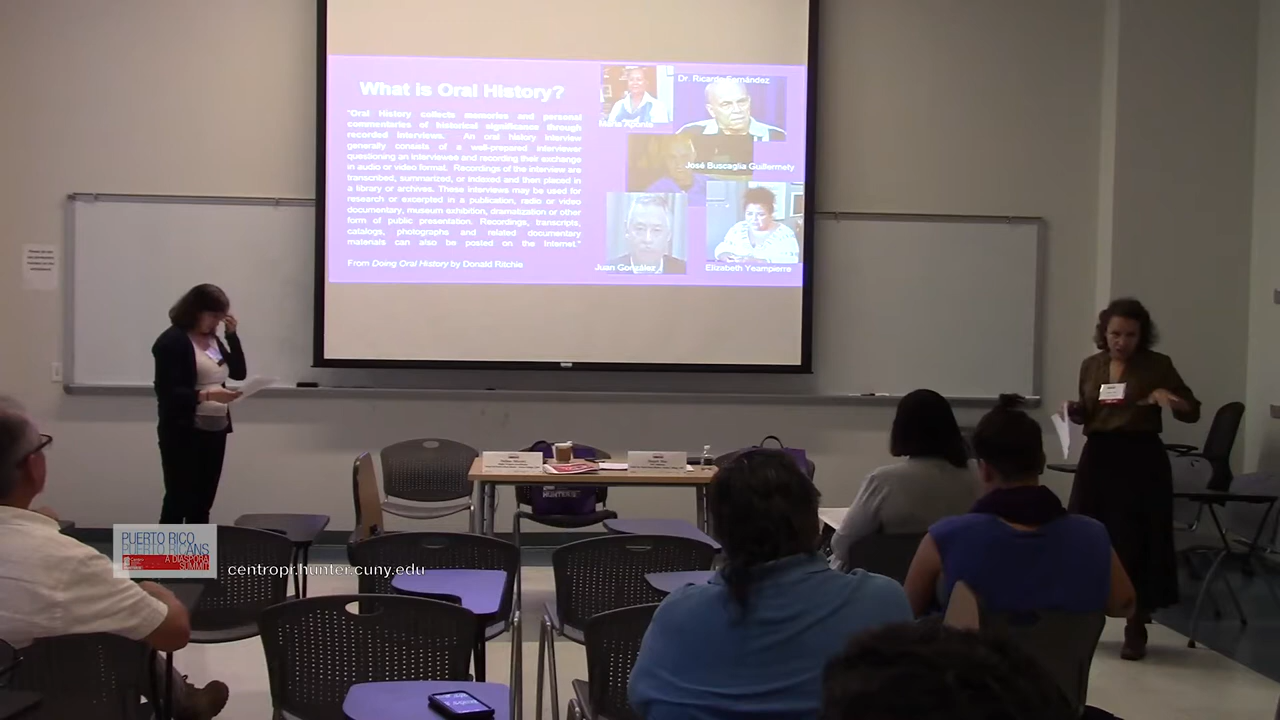 What is Oral History?
"Oral History collects memories and personal
commentaries of historical significance through
recorded interviews. An oral history interview
generally consists of a well-prepared interviewer
questioning an interviewee and recording their exchange
in audio or video format. Recordings of the interview are
transcribed, summarized, or indexed and then placed in
a library or archives. These interviews may be used for
research or excerpted in a publication, radio or video
documentary, museum exhibition, dramatization or other
form of public presentation. Recordings, transcripts,
catalogs, photographs and related documentary
materials can also be posted on the Internet."
From Doing Oral History by Donald Ritchie
Maria Aponte
Dr. Ricardo Fernández
José Buscaglia Guillermety
Juan González
Elizabeth Yeampierre
HUNTER
PUERTO RICO
PUERTO RICANS
A DIASPORA
SUMMIT
Centro
centropr.hunter.cuny.edu